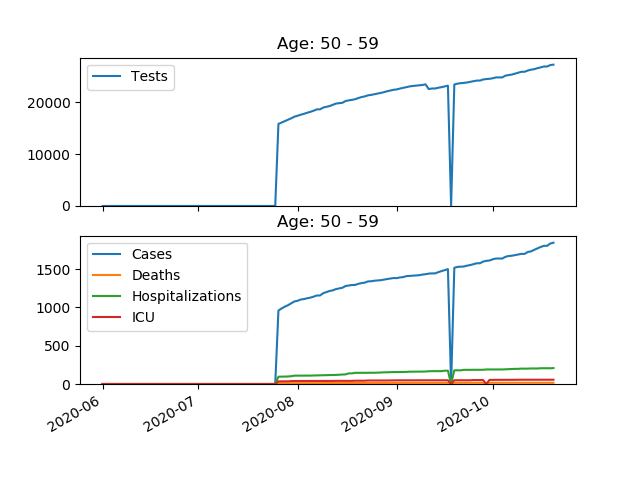 Age: 50 - 59
Tests
20000
10000
0
Age: 50 - 59
Cases
Deaths
Hospitalizations
ICU
1500
1000
500
0
2020-06
2020-07
2020-08
2020-09
2020-10